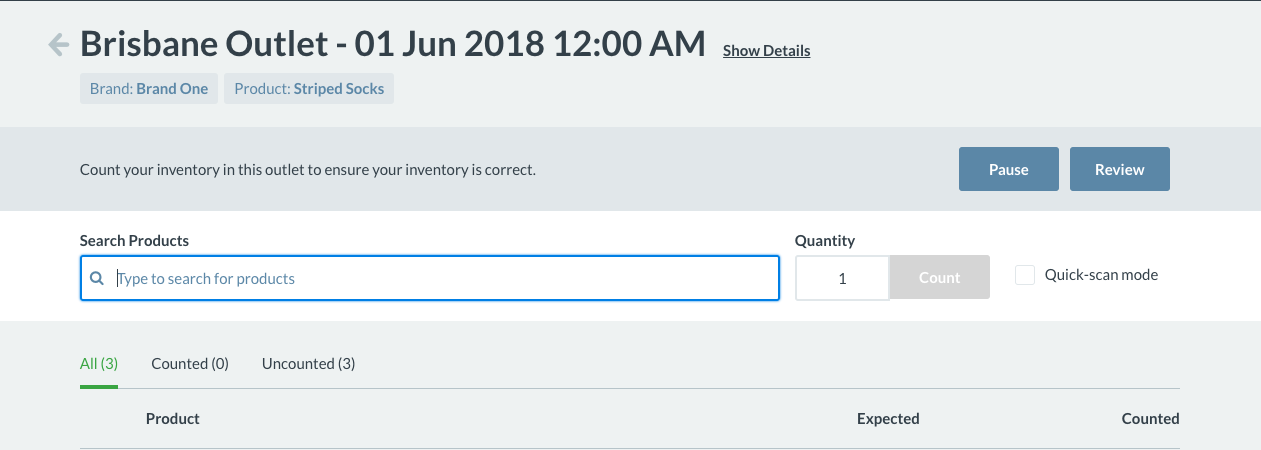 Brisbane Outlet - 01 Jun 2018 12:00 AM Show Details
Brand: Brand One Product: Striped Socks
Count your inventory in this outlet to ensure your inventory is correct. Pause Review
Search Products Quantity
Type to search for products 1 Count Quick-scan mode
All (3) Counted (0) Uncounted (3)
Product Expected Counted